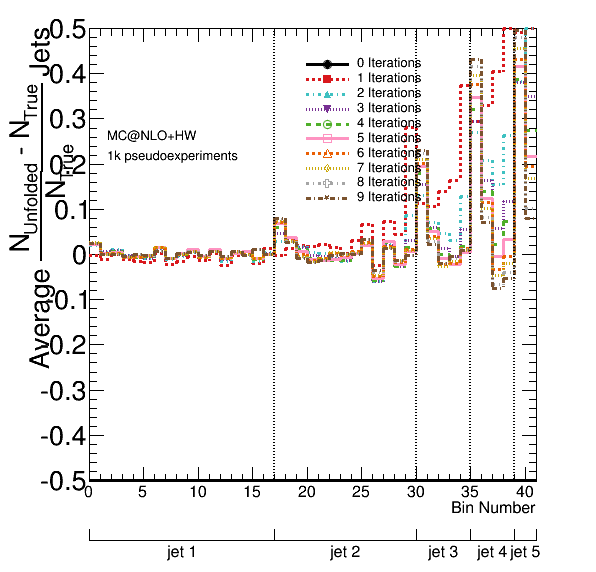 Average N_Unfolded - N_True / N_True Jets
0.5
0.4
0.3
0.2
0.1
0
-0.1
-0.2
-0.3
-0.4
-0.5
MC@NLO+HW
1k pseudoexperiments
0 Iterations
1 Iterations
2 Iterations
3 Iterations
4 Iterations
5 Iterations
6 Iterations
7 Iterations
8 Iterations
9 Iterations
0 5 10 15 20 25 30 35 40
Bin Number
jet 1 jet 2 jet 3 jet 4 jet 5